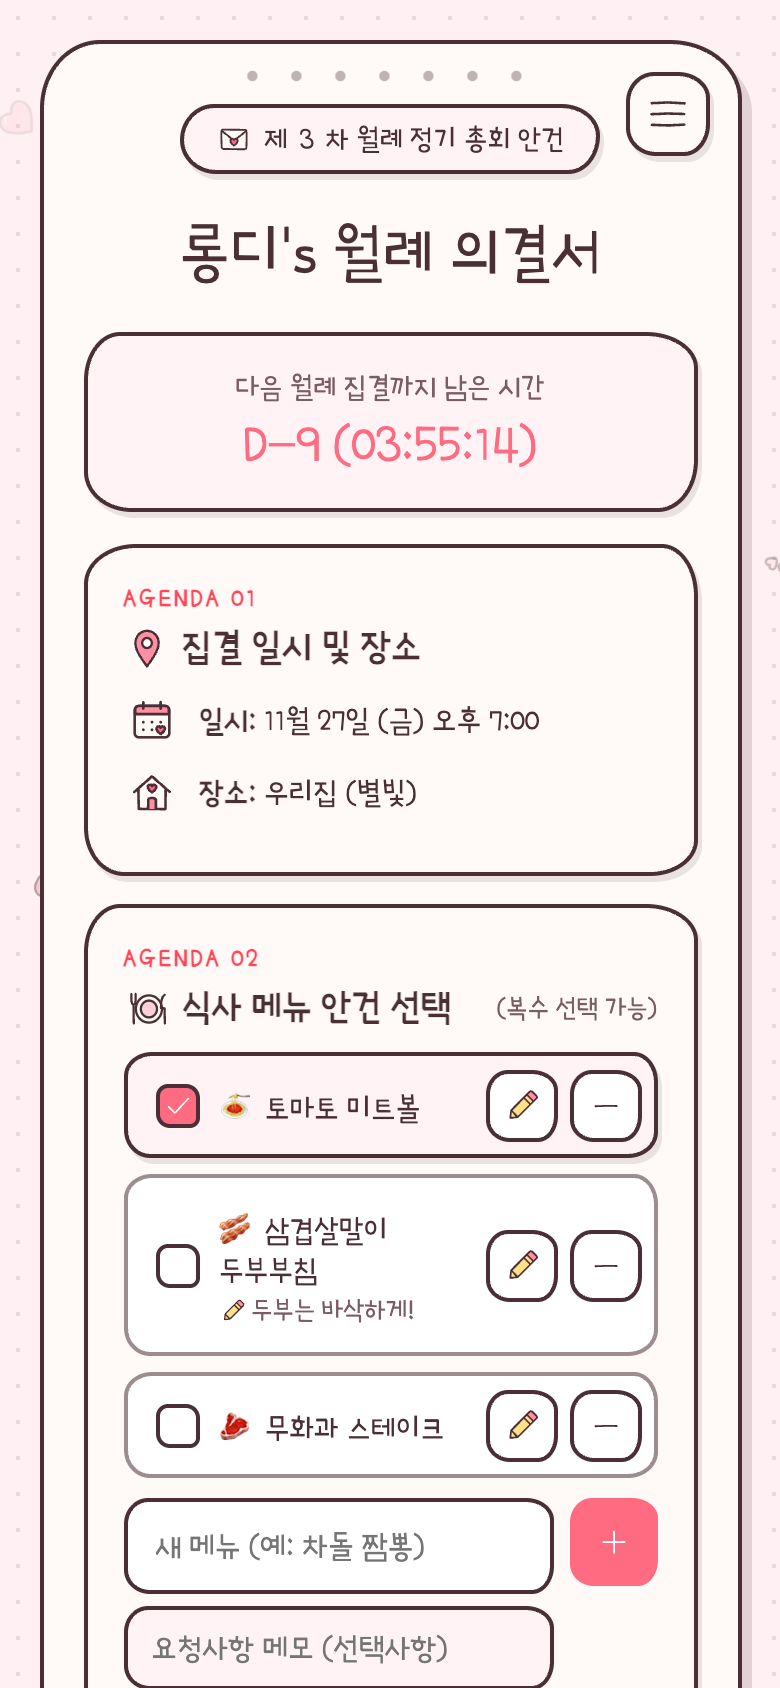 제 3 차 월례 정기 총회 안건
롱디's 월례 의결서
다음 월례 집결까지 남은 시간
D-9 (03:55:14)
AGENDA 01
집결 일시 및 장소
일시: 11월 27일 (금) 오후 7:00
장소: 우리집 (별빛)
AGENDA 02
식사 메뉴 안건 선택 (복수 선택 가능)
토마토 미트볼
삼겹살말이
두부부침
두부는 바삭하게!
무화과 스테이크
새 메뉴 (예: 차돌 짬뽕)
요청사항 메모 (선택사항)